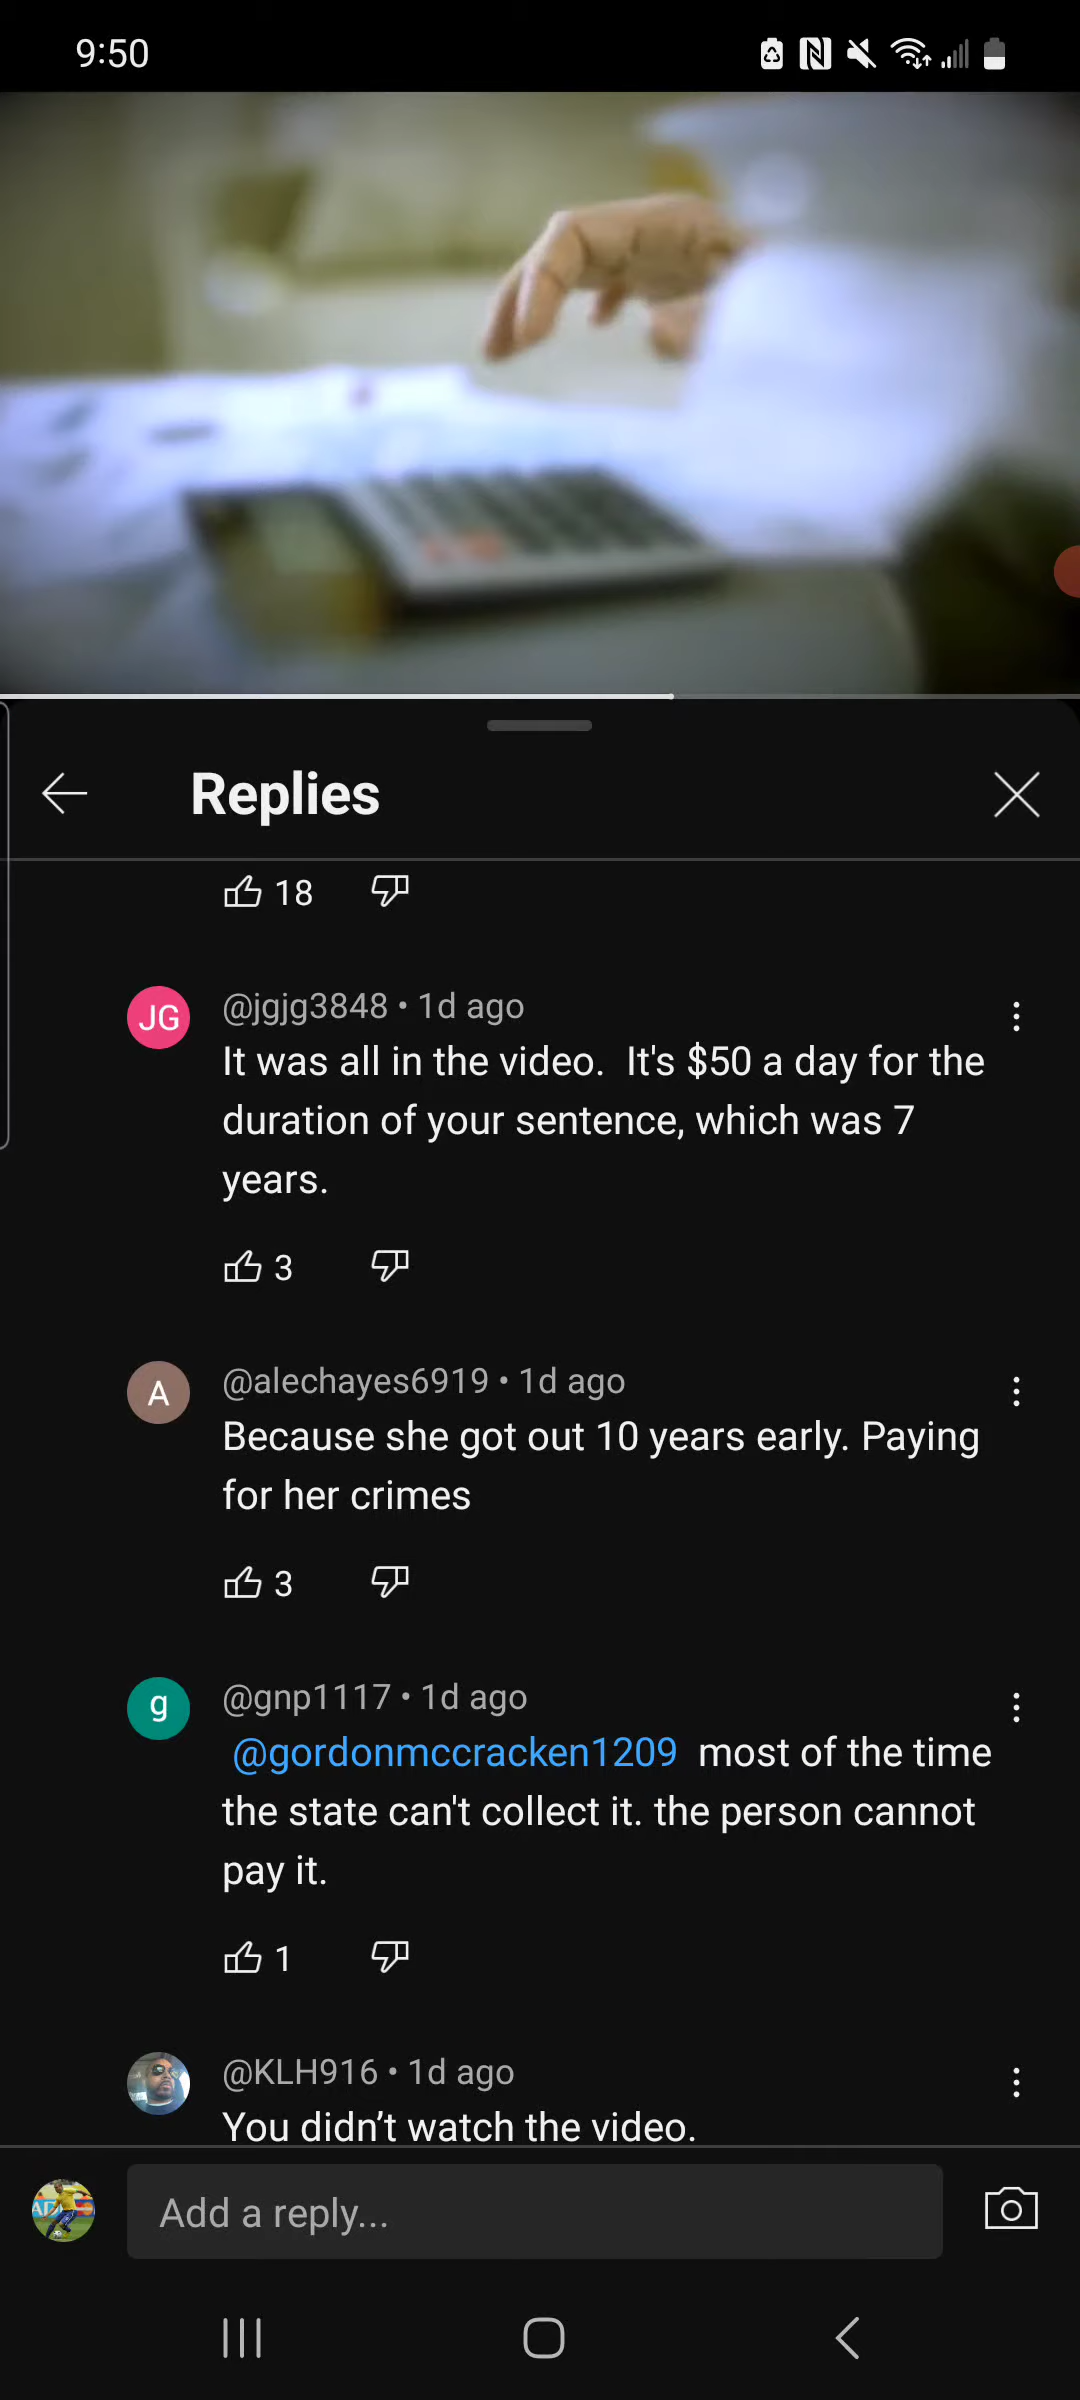 9:50
Replies
18
JG
@jgjg3848 • 1d ago
It was all in the video.  It's $50 a day for the
duration of your sentence, which was 7
years.
3
A
@alechayes6919 • 1d ago
Because she got out 10 years early. Paying
for her crimes
3
g
@gnp1117 • 1d ago
@gordonmccracken1209  most of the time
the state can't collect it. the person cannot
pay it.
1
@KLH916 • 1d ago
You didn’t watch the video.
Add a reply...